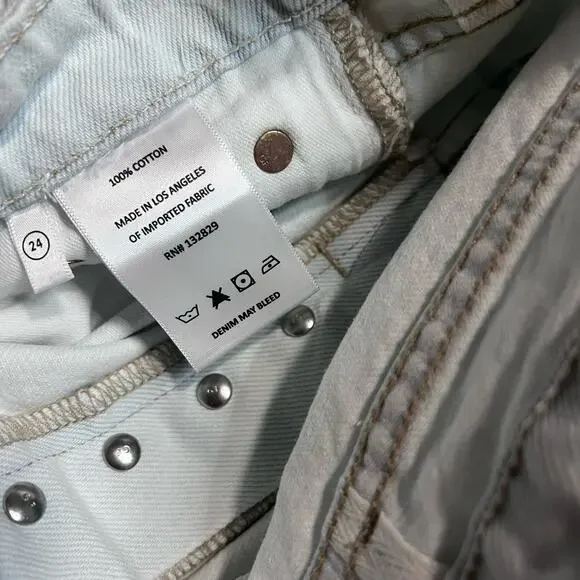 24
100% COTTON
MADE IN LOS ANGELES
OF IMPORTED FABRIC
RN# 132829
DENIM MAY BLEED